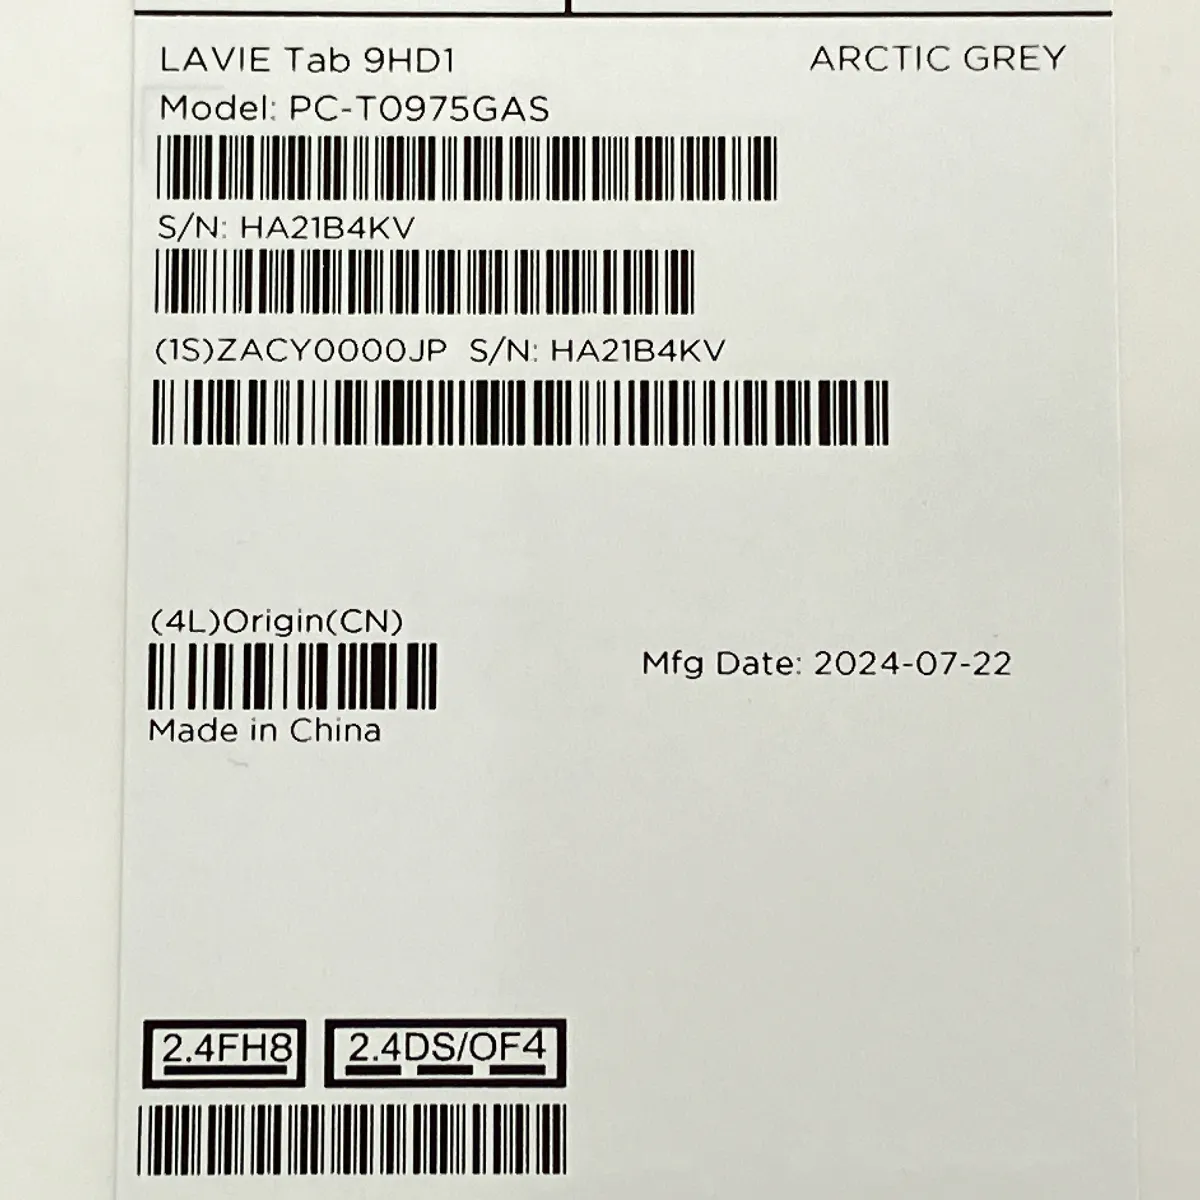 LAVIE Tab 9HD1 ARCTIC GREY
Model: PC-T0975GAS
S/N: HA21B4KV
(1S)ZACY0000JP S/N: HA21B4KV
(4L)Origin(CN)
Mfg Date: 2024-07-22
Made in China
2.4FH8 2.4DS/OF4